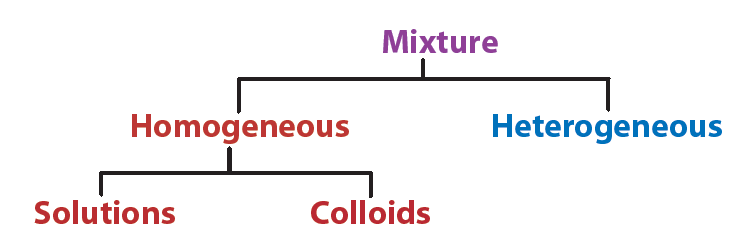 Mixture
Homogeneous
Heterogeneous
Solutions
Colloids